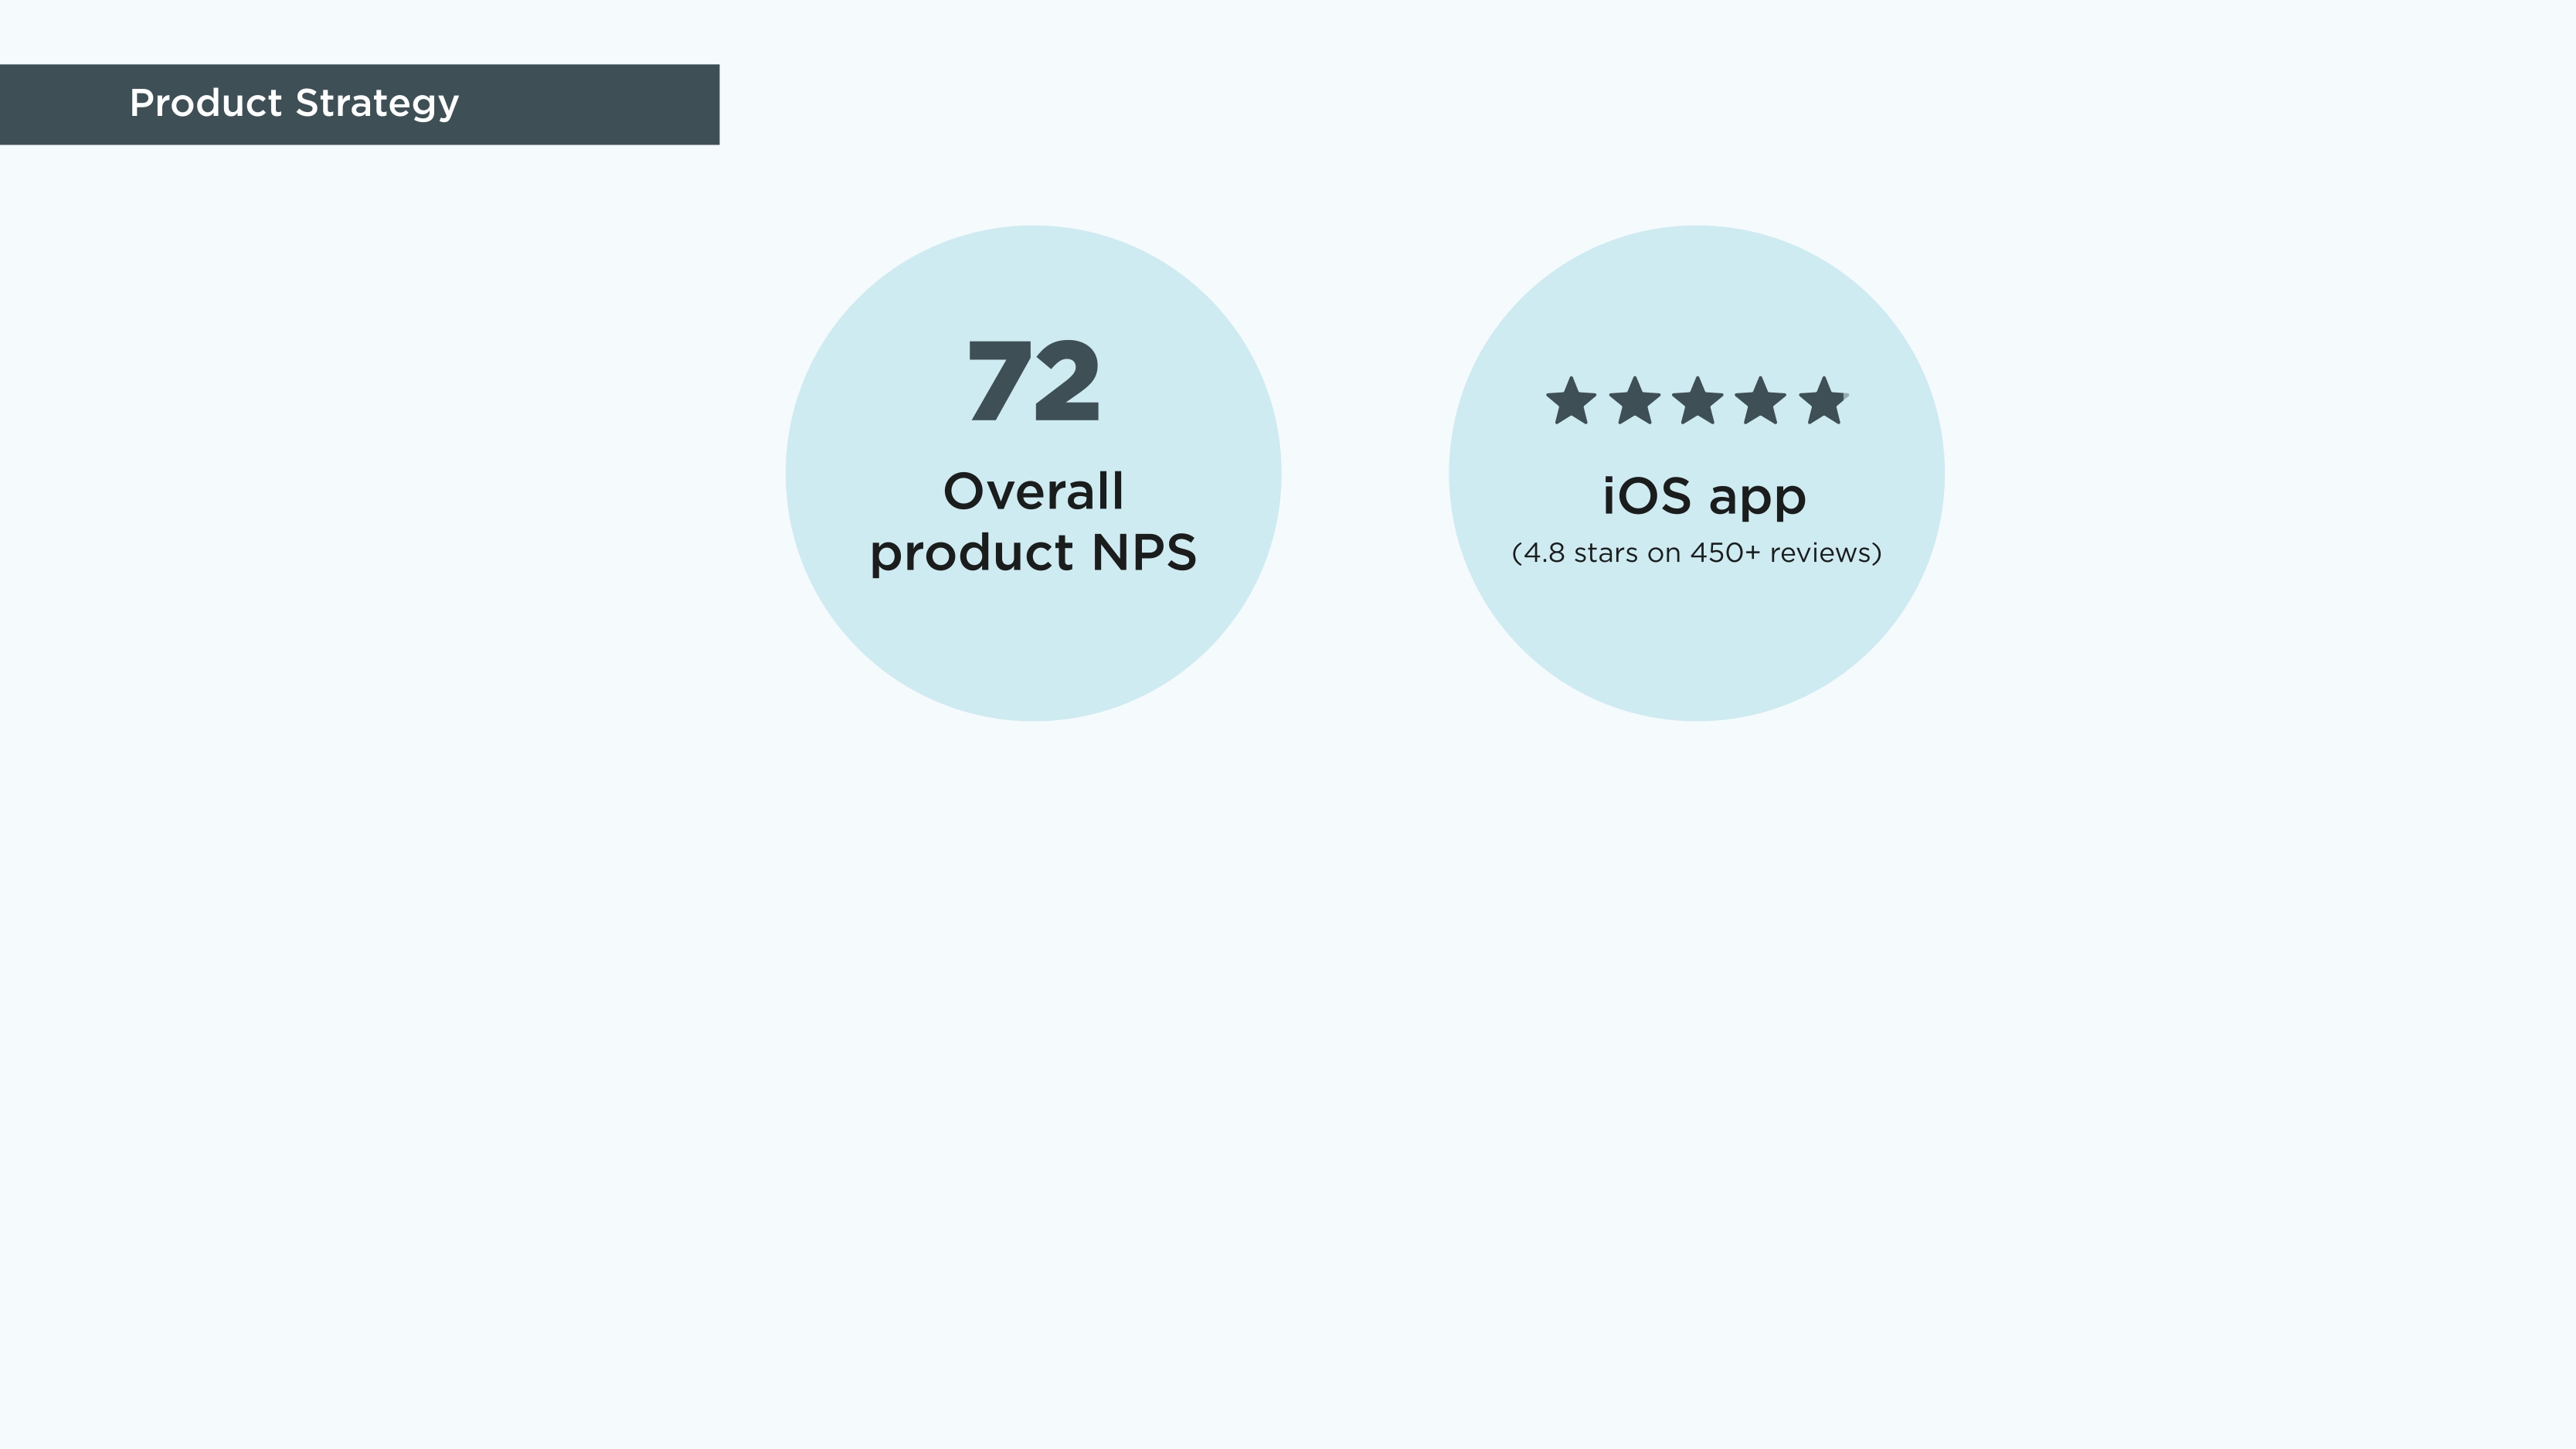 Product Strategy
72
Overall
product NPS
iOS app
(4.8 stars on 450+ reviews)